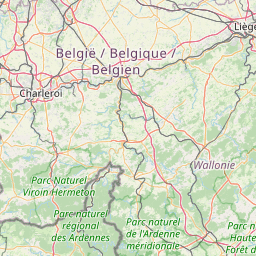 Liège
België / Belgique /
Belgien
Charleroi
Wallonie
Parc Naturel
Viroin Hermeton
Parc naturel
régional
des Ardennes
Parc naturel
de l'Ardenne
méridionale
Parc n
Haute
Forêt d